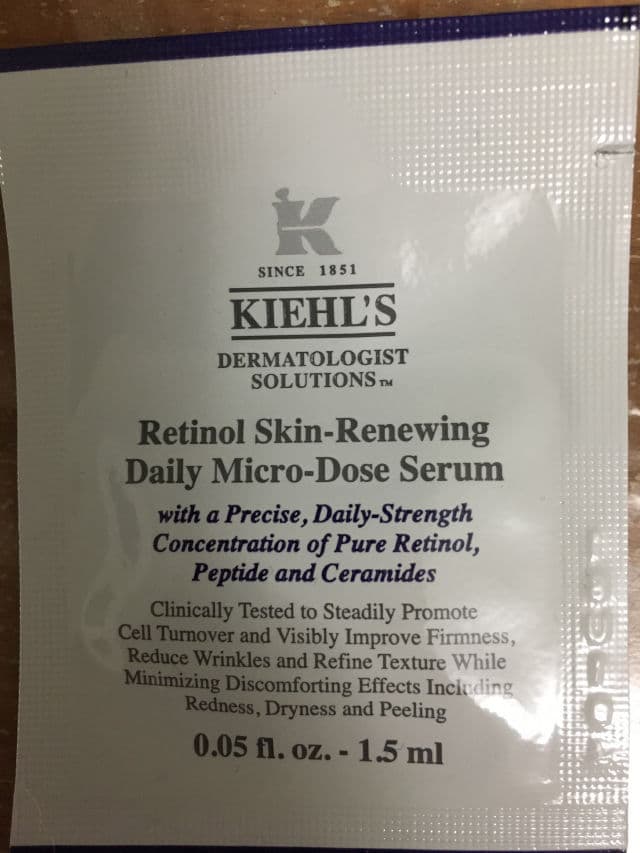 K
SINCE 1851
KIEHL'S
DERMATOLOGIST
SOLUTIONS™
Retinol Skin-Renewing
Daily Micro-Dose Serum
with a Precise, Daily-Strength
Concentration of Pure Retinol,
Peptide and Ceramides
Clinically Tested to Steadily Promote
Cell Turnover and Visibly Improve Firmness,
Reduce Wrinkles and Refine Texture While
Minimizing Discomforting Effects Including
Redness, Dryness and Peeling
0.05 fl. oz. - 1.5 ml